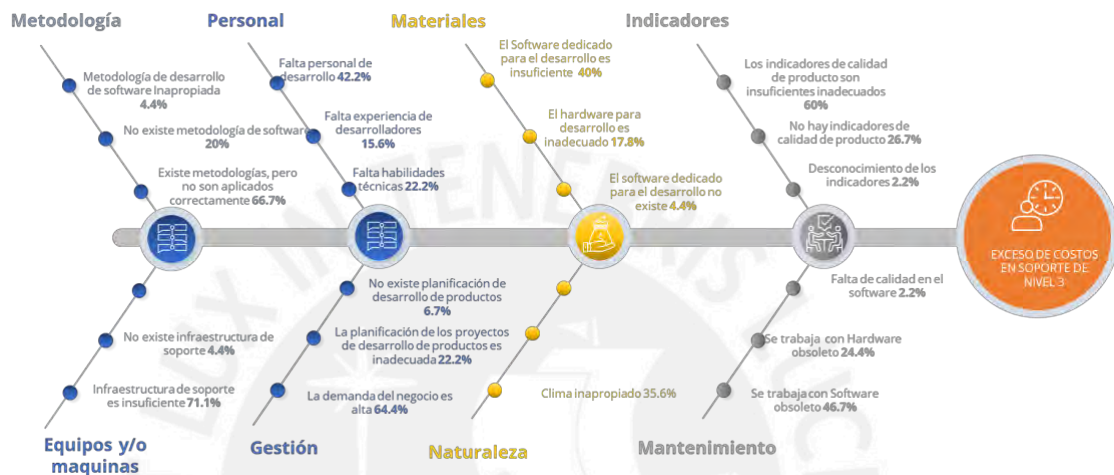 Metodología
Personal
Materiales
Indicadores
Metodología de desarrollo
de software Inapropiada
4.4%
No existe metodología de software
20%
Existe metodologías, pero
no son aplicados
correctamente 66.7%
Falta personal de
desarrollo 42.2%
Falta experiencia de
desarrolladores
15.6%
Falta habilidades
técnicas 22.2%
El Software dedicado
para el desarrollo es
insuficiente 40%
El hardware para
desarrollo es
inadecuado 17.8%
El software dedicado
para el desarrollo no
existe 4.4%
Los indicadores de calidad
de producto son
insuficientes inadecuados
60%
No hay indicadores de
calidad de producto 26.7%
Desconocimiento de los
indicadores 2.2%
EXCESO DE COSTOS
EN SOPORTE DE
NIVEL 3
No existe infraestructura de
soporte 4.4%
Infraestructura de soporte
es insuficiente 71.1%
No existe planificación de
desarrollo de productos
6.7%
La planificación de los proyectos
de desarrollo de productos es
inadecuada 22.2%
La demanda del negocio es
alta 64.4%
Clima inapropiado 35.6%
Falta de calidad en el
software 2.2%
Se trabaja con Hardware
obsoleto 24.4%
Se trabaja con Software
obsoleto 46.7%
Equipos y/o
maquinas
Gestión
Naturaleza
Mantenimiento